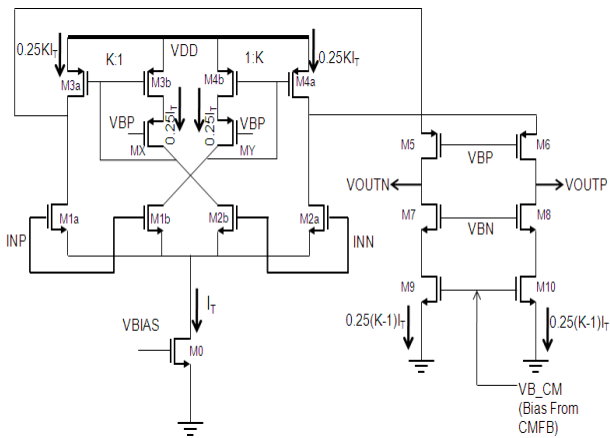 0.25KI_T
VDD
0.25KI_T
K:1
1:K
M3a
M3b
M4b
M4a
VBP
0.25I_T
0.25I_T
VBP
MX
MY
M5
VBP
M6
VOUTN
VOUTP
M1a
M1b
M2b
M2a
M7
VBN
M8
INP
INN
M9
M10
I_T
VBIAS
M0
0.25(K-1)I_T
0.25(K-1)I_T
VB_CM
(Bias From
CMFB)